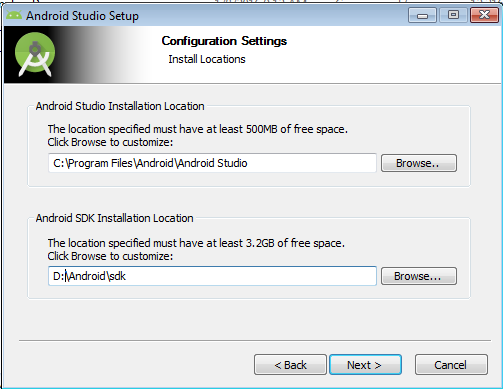 Android Studio Setup
Configuration Settings
Install Locations
Android Studio Installation Location
The location specified must have at least 500MB of free space.
Click Browse to customize:
C:\Program Files\Android\Android Studio
Browse..
Android SDK Installation Location
The location specified must have at least 3.2GB of free space.
Click Browse to customize:
D:\Android\sdk
Browse...
< Back
Next >
Cancel